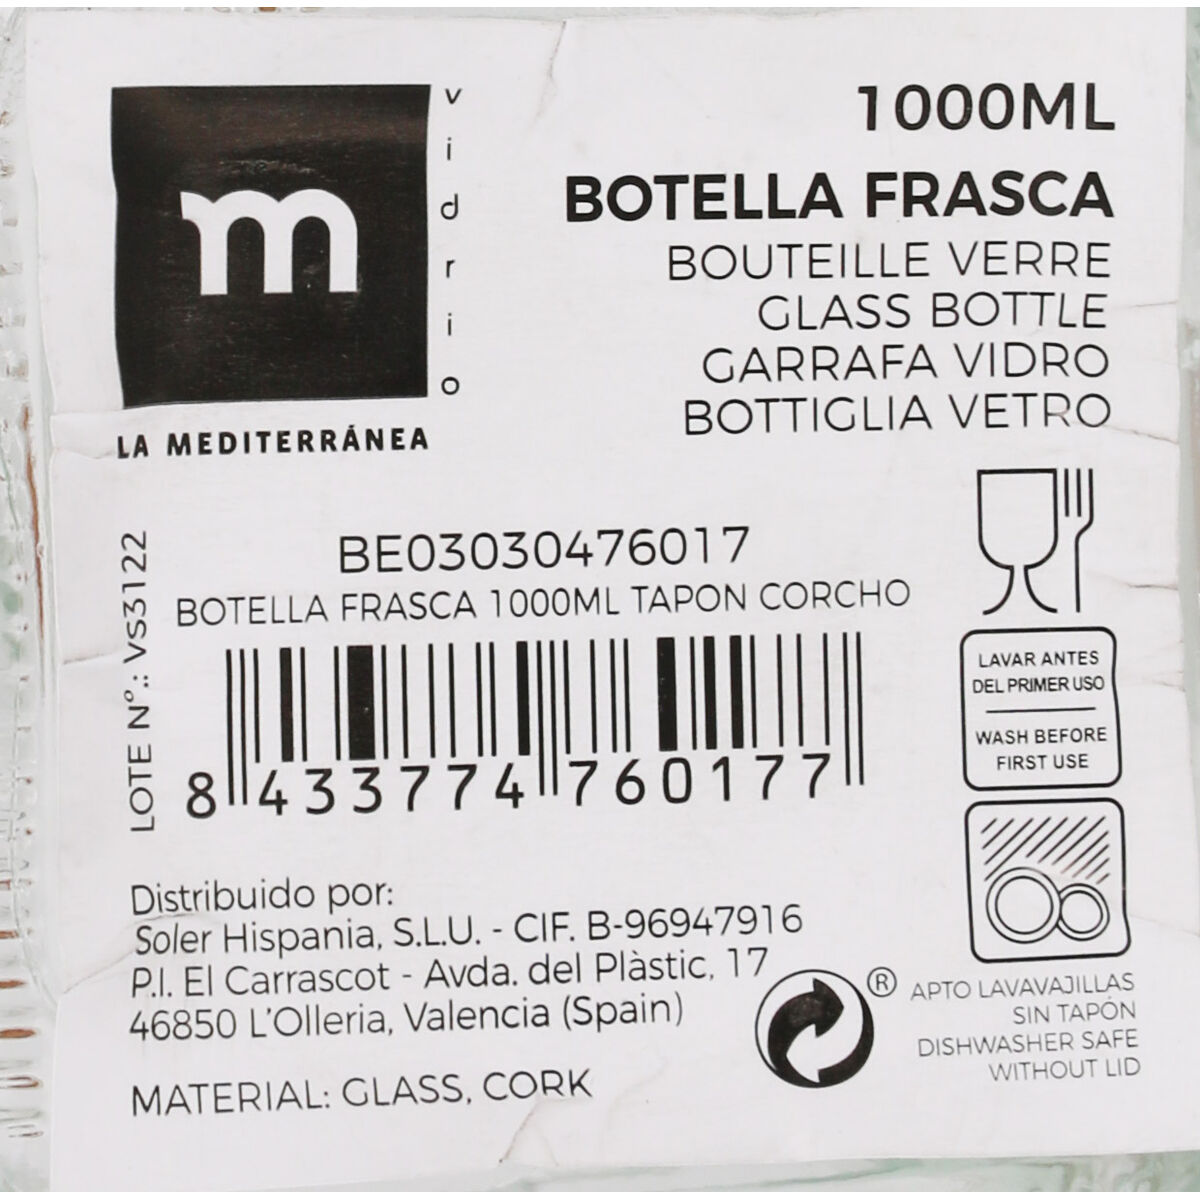 m
vidrio
LA MEDITERRÁNEA
1000ML
BOTELLA FRASCA
BOUTEILLE VERRE
GLASS BOTTLE
GARRAFA VIDRO
BOTTIGLIA VETRO
LOTE Nº.: VS3122
BE03030476017
BOTELLA FRASCA 1000ML TAPON CORCHO
8 433774 760177
LAVAR ANTES
DEL PRIMER USO
WASH BEFORE
FIRST USE
Distribuido por:
Soler Hispania, S.L.U. - CIF. B-96947916
P.I. El Carrascot - Avda. del Plàstic, 17
46850 L'Olleria, Valencia (Spain)
®
APTO LAVAVAJILLAS
SIN TAPÓN
DISHWASHER SAFE
WITHOUT LID
MATERIAL: GLASS, CORK